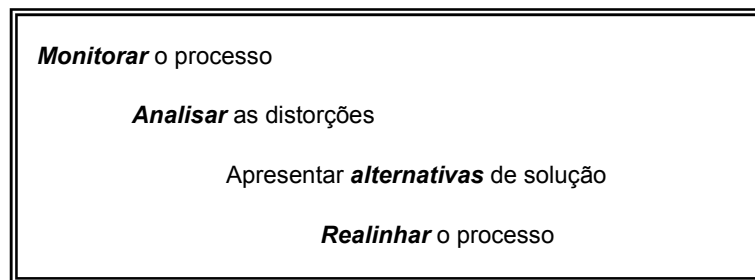 Monitorar o processo
Analisar as distorções
Apresentar alternativas de solução
Realinhar o processo